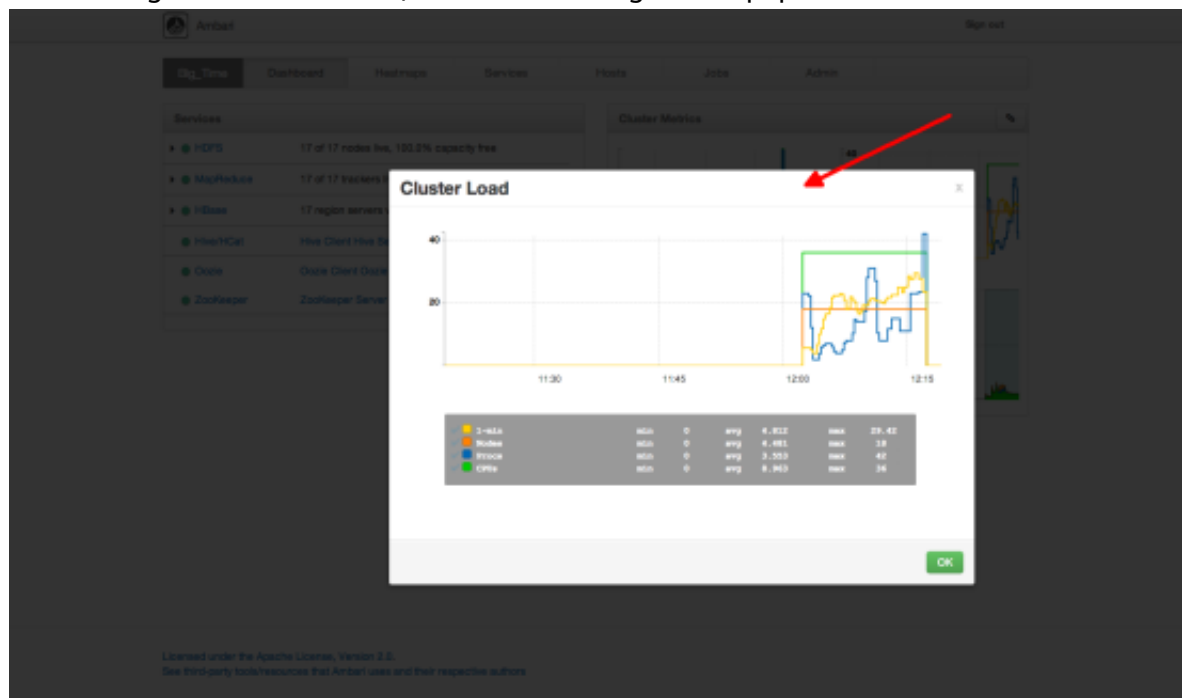 Ambari
Sign out
Big_Time Dashboard Heatmaps Services Hosts Jobs Admin
Services
Cluster Metrics
HDFS 17 of 17 nodes live, 100.0% capacity free
MapReduce 17 of 17 trackers
HBase 17 region servers
Hive/HCat Hive Client Hive
Oozie Oozie Client Oozie
ZooKeeper ZooKeeper Server
40
Cluster Load
x
40
20
11:30 11:45 12:00 12:15
1-min min 0 avg 4.812 max 29.42
Nodes min 0 avg 4.481 max 18
Procs min 0 avg 3.553 max 42
CPUs min 0 avg 8.963 max 36
OK
Licensed under the Apache License, Version 2.0.
See third-party tools/resources that Ambari uses and their respective authors